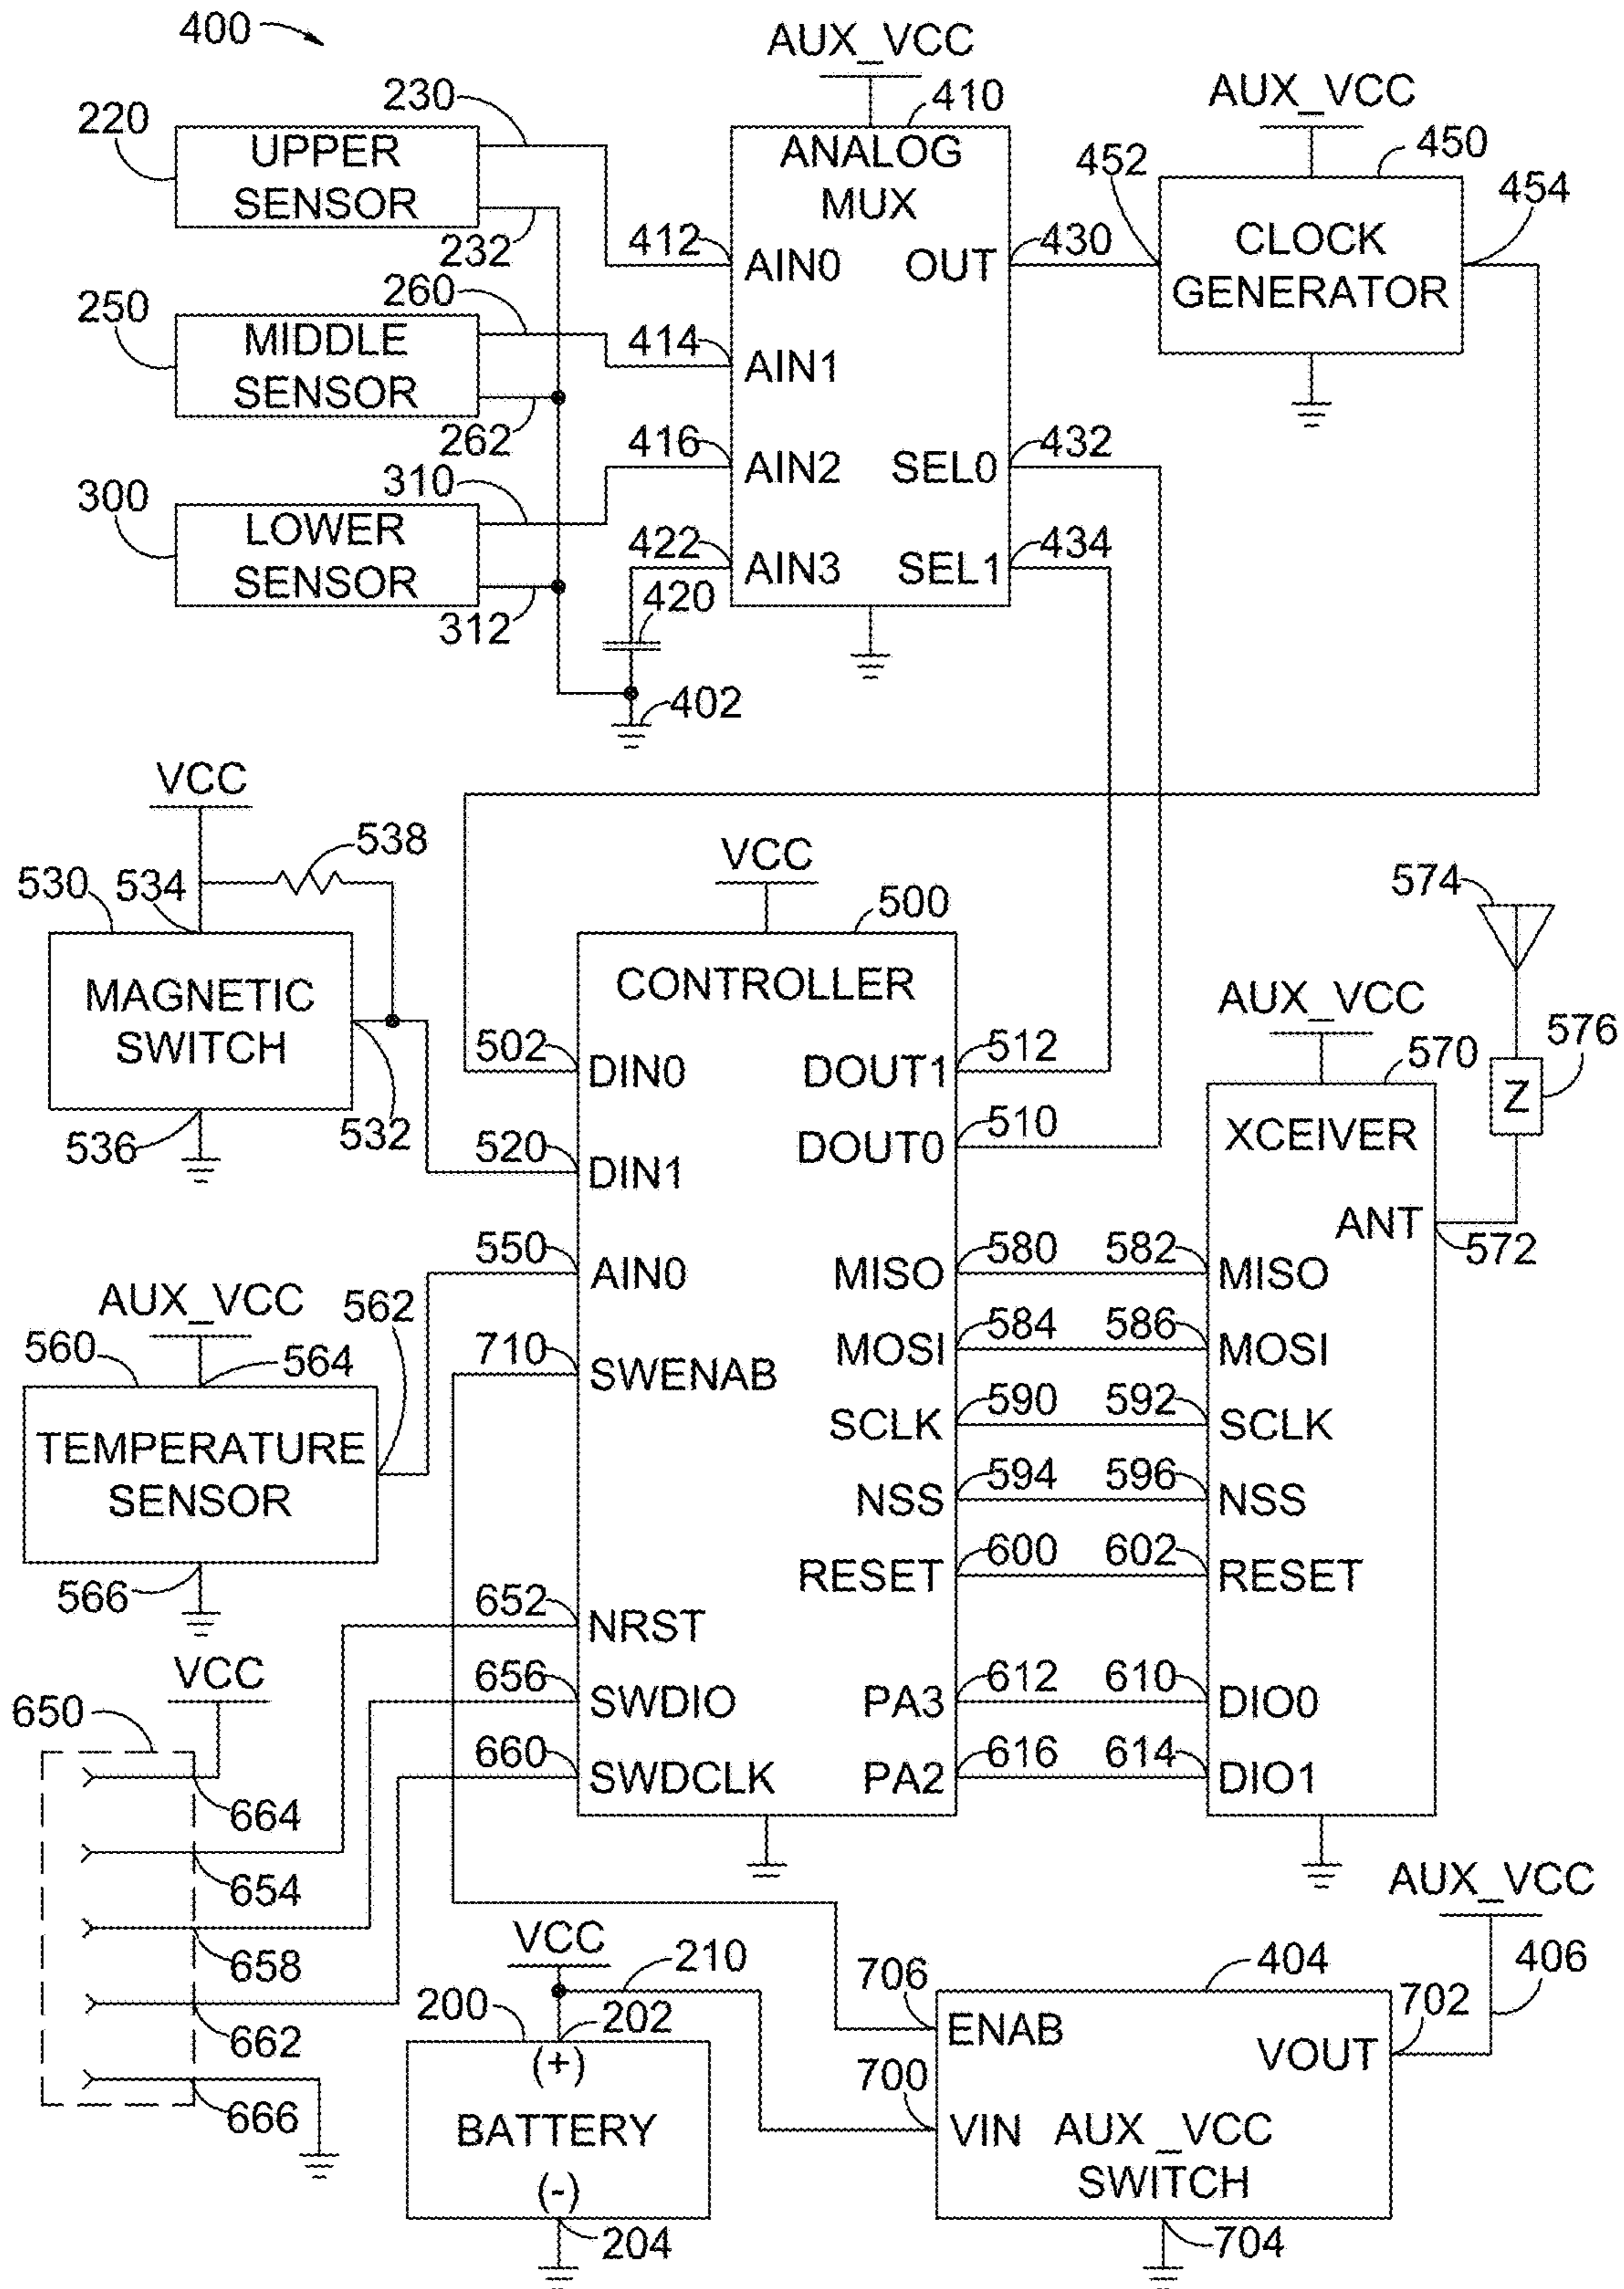 400
AUX_VCC
230
410
AUX_VCC
220
UPPER
SENSOR
ANALOG
MUX
452
450
454
232
412
AIN0
OUT
430
CLOCK
GENERATOR
250
260
MIDDLE
SENSOR
414
AIN1
262
416
AIN2
SEL0
432
300
310
LOWER
SENSOR
422
AIN3
SEL1
434
420
312
402
VCC
538
VCC
530
534
500
574
MAGNETIC
SWITCH
CONTROLLER
AUX_VCC
576
502
DIN0
DOUT1
512
570
Z
536
532
520
DIN1
DOUT0
510
XCEIVER
ANT
572
550
AIN0
MISO
580
582
MISO
AUX_VCC
562
560
564
710
SWENAB
MOSI
584
586
MOSI
TEMPERATURE
SENSOR
SCLK
590
592
SCLK
NSS
594
596
NSS
566
RESET
600
602
RESET
652
NRST
VCC
650
656
SWDIO
PA3
612
610
DIO0
660
SWDCLK
PA2
616
614
DIO1
664
654
AUX_VCC
658
VCC
210
706
404
702
406
200
202
662
(+)
ENAB
VOUT
700
666
BATTERY
VIN
AUX_VCC
SWITCH
(-)
204
704